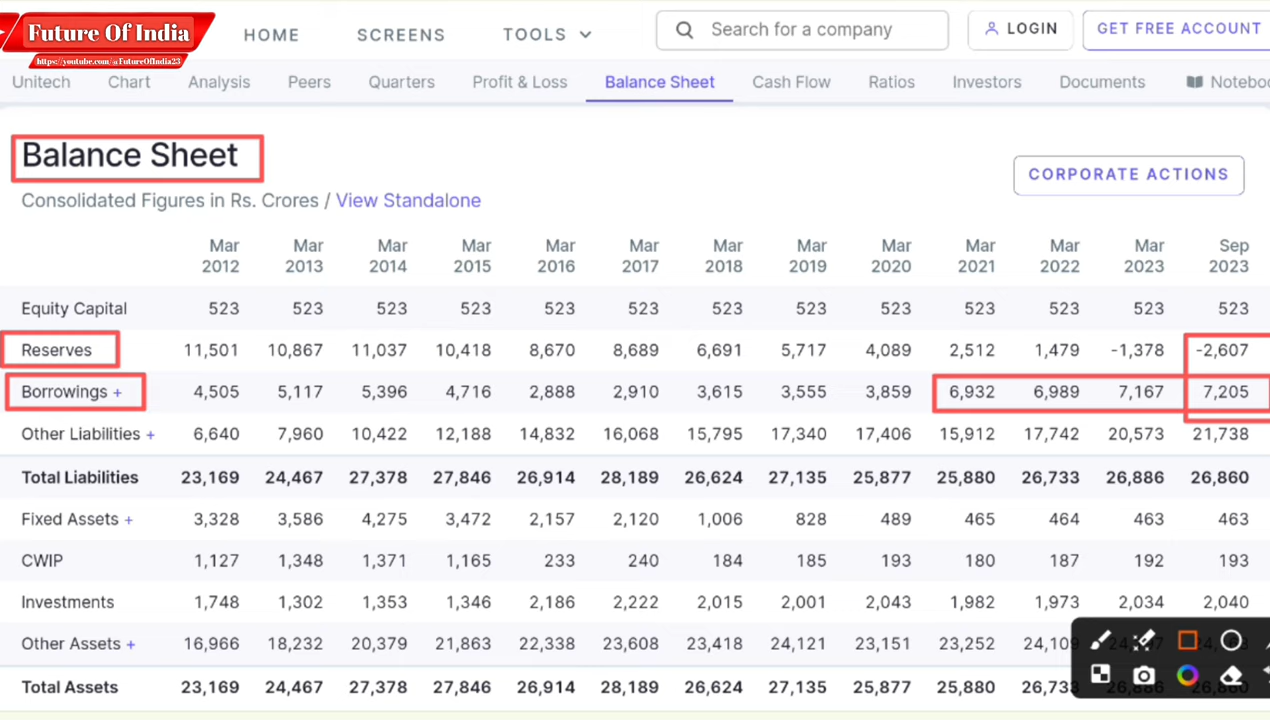 Future Of India
https://youtube.com/@FutureOfIndia23
HOME SCREENS TOOLS Search for a company LOGIN GET FREE ACCOUNT
Unitech Chart Analysis Peers Quarters Profit & Loss Balance Sheet Cash Flow Ratios Investors Documents Noteboo
Balance Sheet
CORPORATE ACTIONS
Consolidated Figures in Rs. Crores / View Standalone
Mar Mar Mar Mar Mar Mar Mar Mar Mar Mar Mar Mar Sep
2012 2013 2014 2015 2016 2017 2018 2019 2020 2021 2022 2023 2023
Equity Capital 523 523 523 523 523 523 523 523 523 523 523 523 523
Reserves 11,501 10,867 11,037 10,418 8,670 8,689 6,691 5,717 4,089 2,512 1,479 -1,378 -2,607
Borrowings + 4,505 5,117 5,396 4,716 2,888 2,910 3,615 3,555 3,859 6,932 6,989 7,167 7,205
Other Liabilities + 6,640 7,960 10,422 12,188 14,832 16,068 15,795 17,340 17,406 15,912 17,742 20,573 21,738
Total Liabilities 23,169 24,467 27,378 27,846 26,914 28,189 26,624 27,135 25,877 25,880 26,733 26,886 26,860
Fixed Assets + 3,328 3,586 4,275 3,472 2,157 2,120 1,006 828 489 465 464 463 463
CWIP 1,127 1,348 1,371 1,165 233 240 184 185 193 180 187 192 193
Investments 1,748 1,302 1,353 1,346 2,186 2,222 2,015 2,001 2,043 1,982 1,973 2,034 2,040
Other Assets + 16,966 18,232 20,379 21,863 22,338 23,608 23,418 24,121 23,151 23,252 24,109
Total Assets 23,169 24,467 27,378 27,846 26,914 28,189 26,624 27,135 25,877 25,880 26,733 26,886 26,860